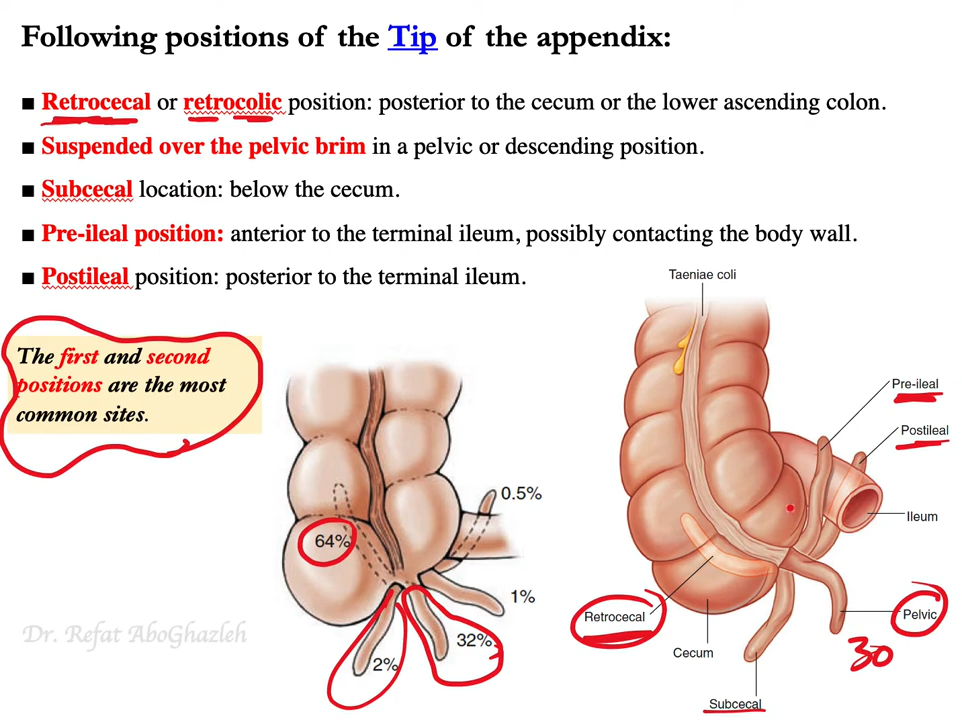 Following positions of the Tip of the appendix:
■ Retrocecal or retrocolic position: posterior to the cecum or the lower ascending colon.
■ Suspended over the pelvic brim in a pelvic or descending position.
■ Subcecal location: below the cecum.
■ Pre-ileal position: anterior to the terminal ileum, possibly contacting the body wall.
■ Postileal position: posterior to the terminal ileum.
The first and second
positions are the most
common sites.
64%
0.5%
1%
32%
2%
Dr. Refat AboGhazleh
Taeniae coli
Pre-ileal
Postileal
Ileum
Pelvic
30
Retrocecal
Cecum
Subcecal